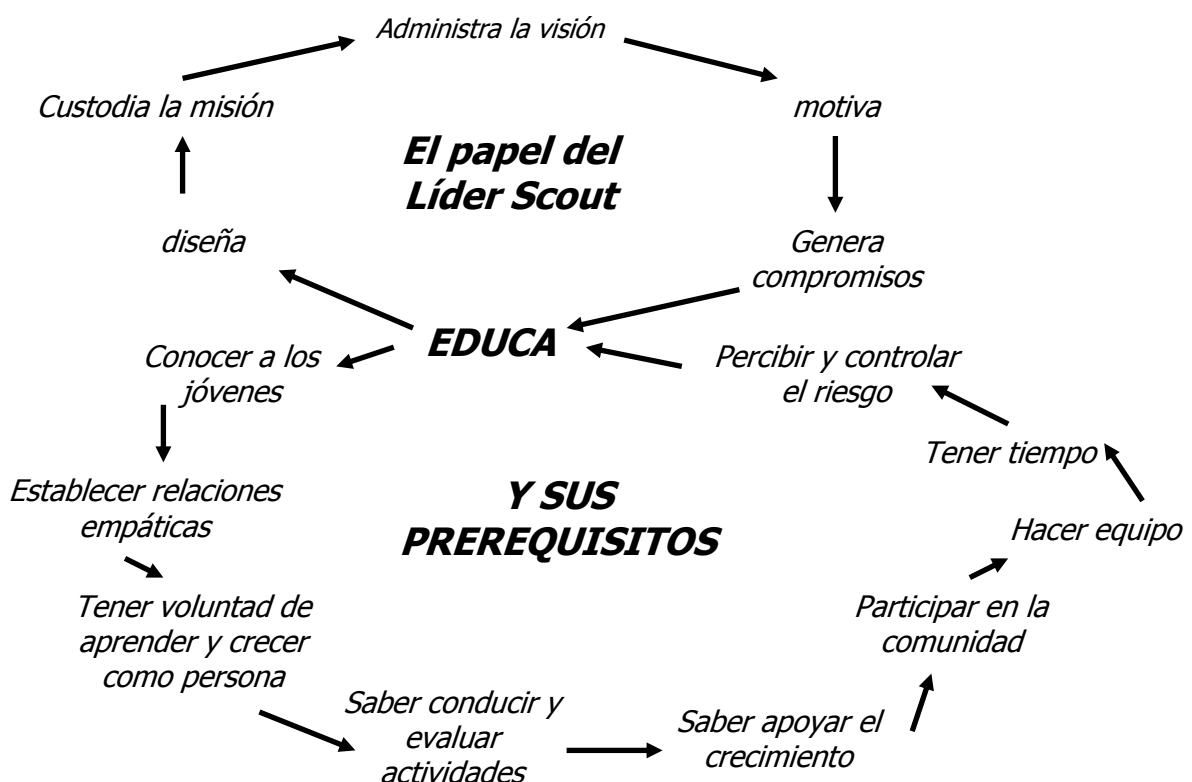 Administra la visión
Custodia la misión
motiva
El papel del
Líder Scout
diseña
Genera
compromisos
EDUCA
Conocer a los
jóvenes
Percibir y controlar
el riesgo
Tener tiempo
Establecer relaciones
empáticas
Y SUS
PREREQUISITOS
Hacer equipo
Tener voluntad de
aprender y crecer
como persona
Participar en la
comunidad
Saber conducir y
evaluar
actividades
Saber apoyar el
crecimiento